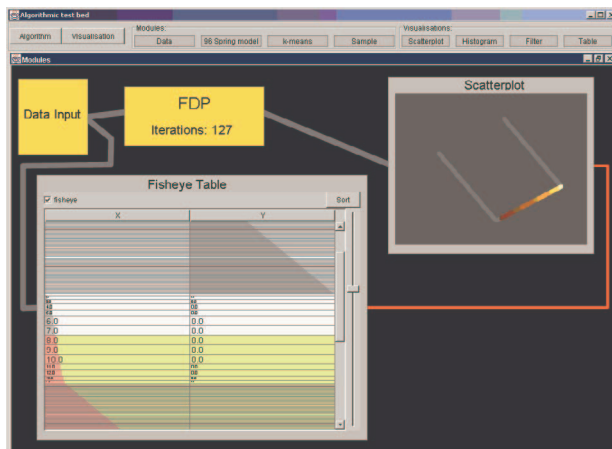 Algorithmic test bed
Algorithm
Visualisation
Modules:
Data
96 Spring model
k-means
Sample
Visualisations:
Scatterplot
Histogram
Filter
Table
Modules
Data Input
FDP
Iterations: 127
Scatterplot
Fisheye Table
fisheye
Sort
X Y
6.0 0.0
7.0 0.0
8.0 0.0
9.0 0.0
10.0 0.0